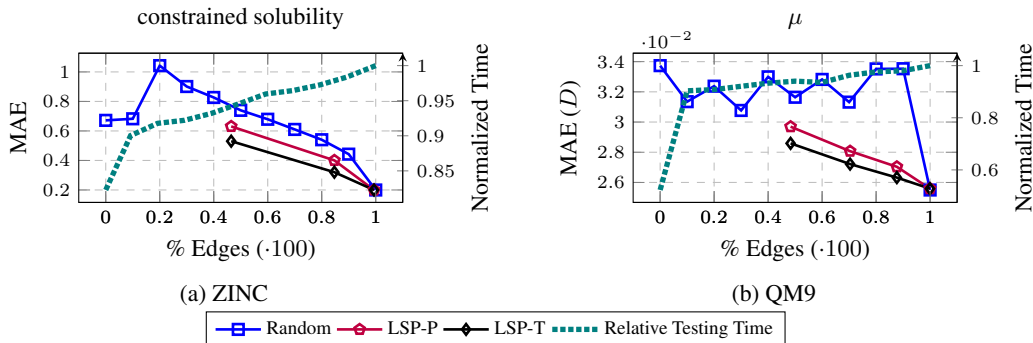 constrained solubility
MAE
1
0.8
0.6
0.4
0.2
0 0.2 0.4 0.6 0.8 1
% Edges (·100)
1
0.95
0.9
0.85
Normalized Time
(a) ZINC
μ
·10⁻²
MAE (D)
3.4
3.2
3
2.8
2.6
0 0.2 0.4 0.6 0.8 1
% Edges (·100)
1
0.8
0.6
Normalized Time
(b) QM9
Random LSP-P LSP-T Relative Testing Time